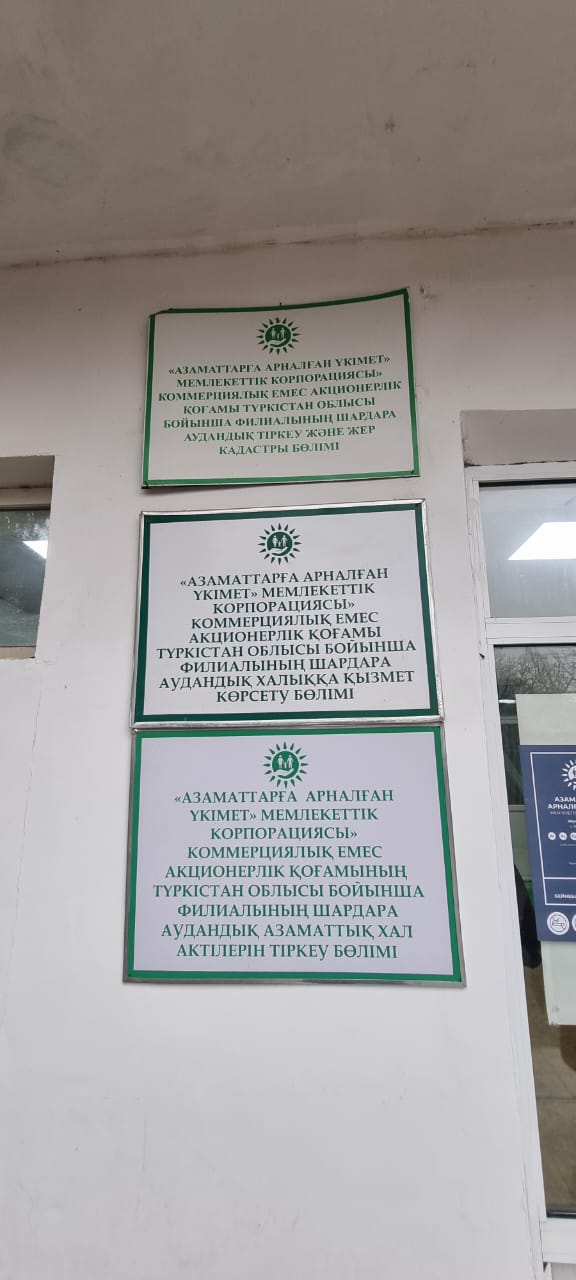 «АЗАМАТТАРҒА АРНАЛҒАН ҮКІМЕТ»
МЕМЛЕКЕТТІК КОРПОРАЦИЯСЫ»
КОММЕРЦИЯЛЫҚ ЕМЕС АКЦИОНЕРЛІК
ҚОҒАМЫ ТҮРКІСТАН ОБЛЫСЫ
БОЙЫНША ФИЛИАЛЫНЫҢ ШАРДАРА
АУДАНДЫҚ ТІРКЕУ ЖӘНЕ ЖЕР
КАДАСТРЫ БӨЛІМІ
«АЗАМАТТАРҒА АРНАЛҒАН
ҮКІМЕТ» МЕМЛЕКЕТТІК
КОРПОРАЦИЯСЫ»
КОММЕРЦИЯЛЫҚ ЕМЕС
АКЦИОНЕРЛІК ҚОҒАМЫ
ТҮРКІСТАН ОБЛЫСЫ БОЙЫНША
ФИЛИАЛЫНЫҢ ШАРДАРА
АУДАНДЫҚ ХАЛЫҚҚА ҚЫЗМЕТ
КӨРСЕТУ БӨЛІМІ
«АЗАМАТТАРҒА АРНАЛҒАН
ҮКІМЕТ» МЕМЛЕКЕТТІК
КОРПОРАЦИЯСЫ»
КОММЕРЦИЯЛЫҚ ЕМЕС
АКЦИОНЕРЛІК ҚОҒАМЫНЫҢ
ТҮРКІСТАН ОБЛЫСЫ БОЙЫНША
ФИЛИАЛЫНЫҢ ШАРДАРА
АУДАНДЫҚ АЗАМАТТЫҚ ХАЛ
АКТІЛЕРІН ТІРКЕУ БӨЛІМІ